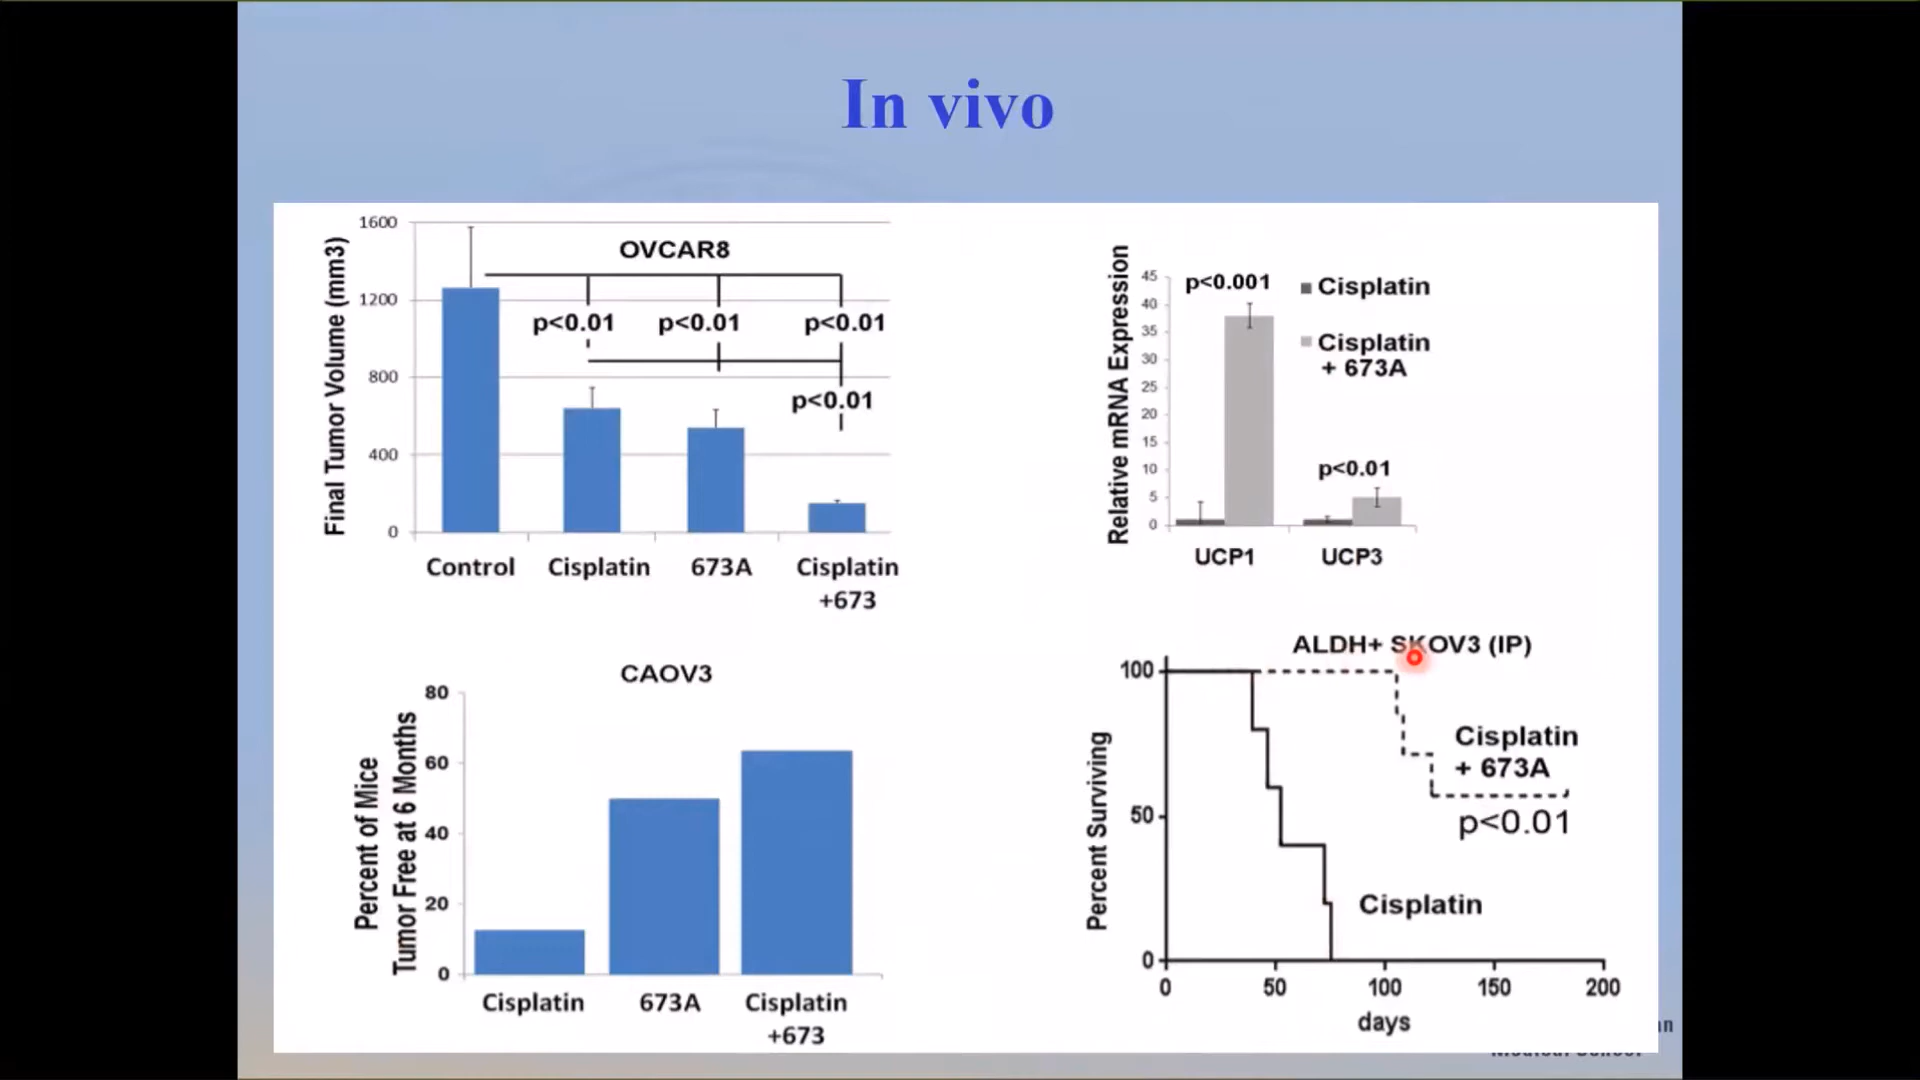 In vivo
OVCAR8
Final Tumor Volume (mm3)
1600
1200
800
400
0
p<0.01 p<0.01 p<0.01
p<0.01
Control Cisplatin 673A Cisplatin
+673
Relative mRNA Expression
45
40
35
30
25
20
15
10
5
0
p<0.001
p<0.01
Cisplatin
Cisplatin
+ 673A
UCP1 UCP3
CAOV3
Percent of Mice
Tumor Free at 6 Months
80
60
40
20
0
Cisplatin 673A Cisplatin
+673
ALDH+ SKOV3 (IP)
Percent Surviving
100
50
0
Cisplatin
+ 673A
p<0.01
Cisplatin
0 50 100 150 200
days